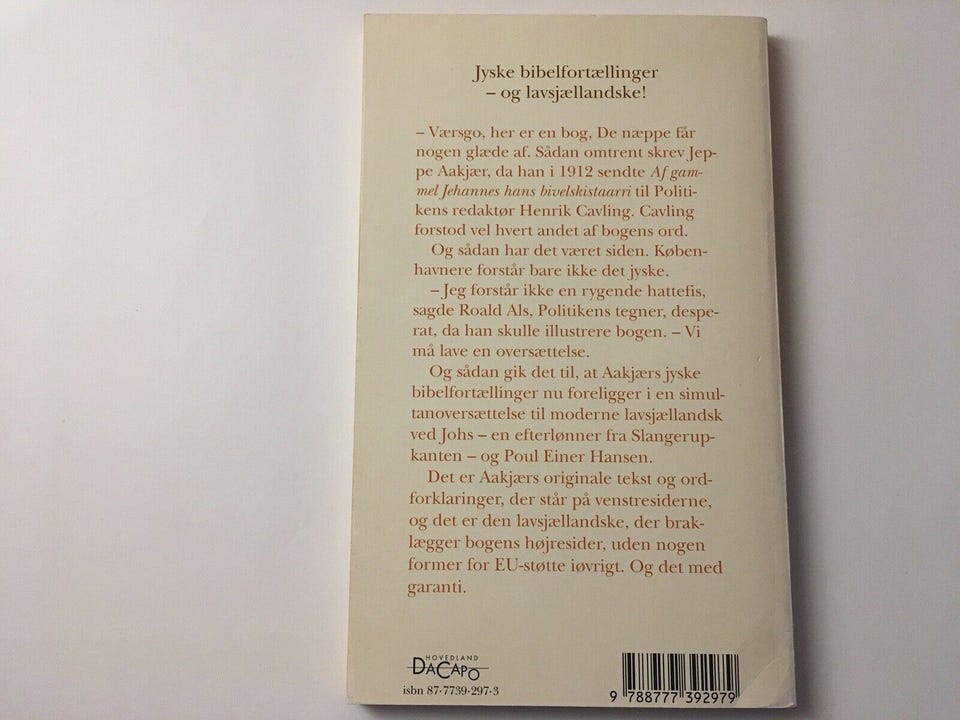 Jyske bibelfortællinger
– og lavsjællandske!
– Værsgo, her er en bog, De næppe får
nogen glæde af. Sådan omtrent skrev Jep-
pe Aakjær, da han i 1912 sendte Af gam-
mel Jehannes hans bivelskistaarri til Politi-
kens redaktør Henrik Cavling. Cavling
forstod vel hvert andet af bogens ord.
Og sådan har det været siden. Køben-
havnere forstår bare ikke det jyske.
– Jeg forstår ikke en rygende hattefis,
sagde Roald Als, Politikens tegner, despe-
rat, da han skulle illustrere bogen. – Vi
må lave en oversættelse.
Og sådan gik det til, at Aakjærs jyske
bibelfortællinger nu foreligger i en simul-
tanoversættelse til moderne lavsjællandsk
ved Johs – en efterlønner fra Slangerup-
kanten – og Poul Einer Hansen.
Det er Aakjærs originale tekst og ord-
forklaringer, der står på venstresiderne,
og det er den lavsjællandske, der brak-
lægger bogens højresider, uden nogen
former for EU-støtte iøvrigt. Og det med
garanti.
HOVEDLAND
DACAPO
isbn 87-7739-297-3
9 788777 392979